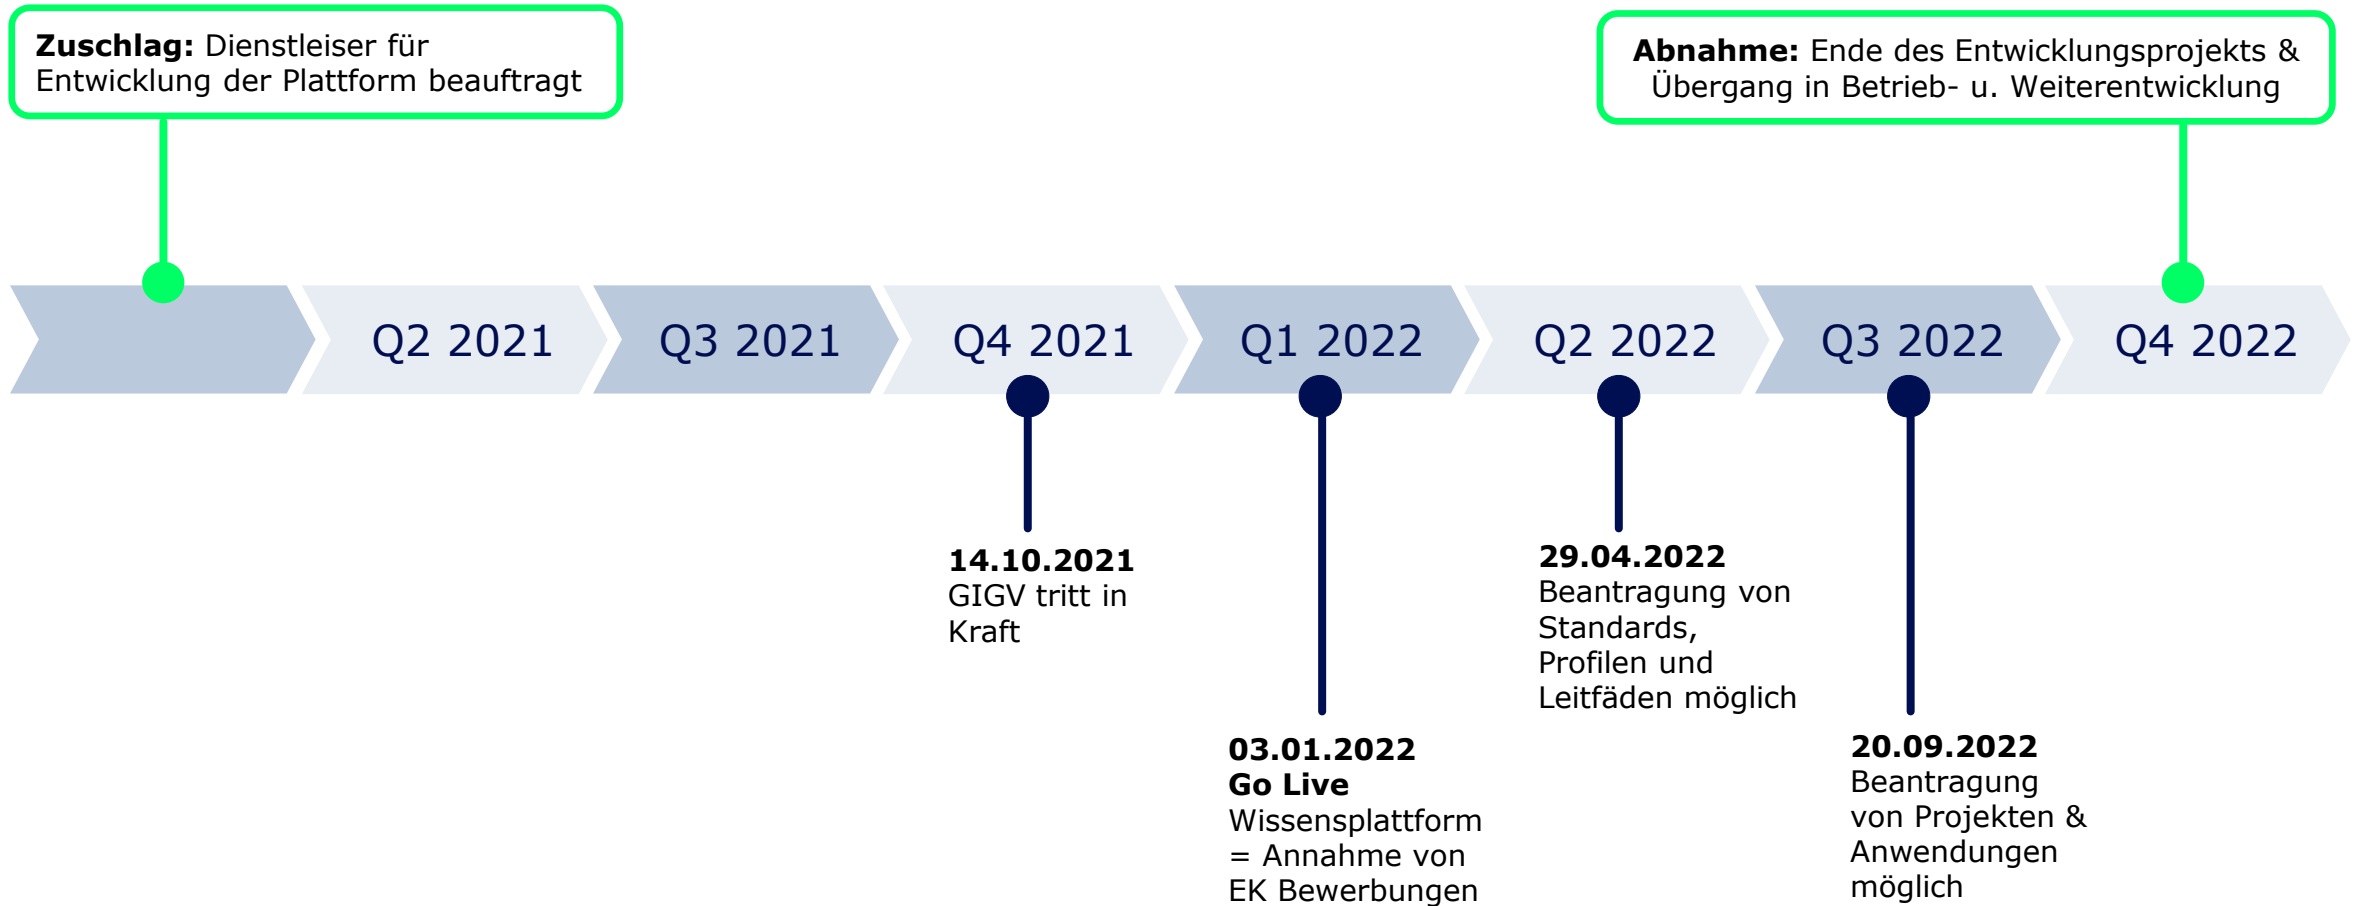 Zuschlag: Dienstleiser für
Entwicklung der Plattform beauftragt
Abnahme: Ende des Entwicklungsprojekts &
Übergang in Betrieb- u. Weiterentwicklung
Q2 2021
Q3 2021
Q4 2021
Q1 2022
Q2 2022
Q3 2022
Q4 2022
14.10.2021
GIGV tritt in
Kraft
03.01.2022
Go Live
Wissensplattform
= Annahme von
EK Bewerbungen
29.04.2022
Beantragung von
Standards,
Profilen und
Leitfäden möglich
20.09.2022
Beantragung
von Projekten &
Anwendungen
möglich